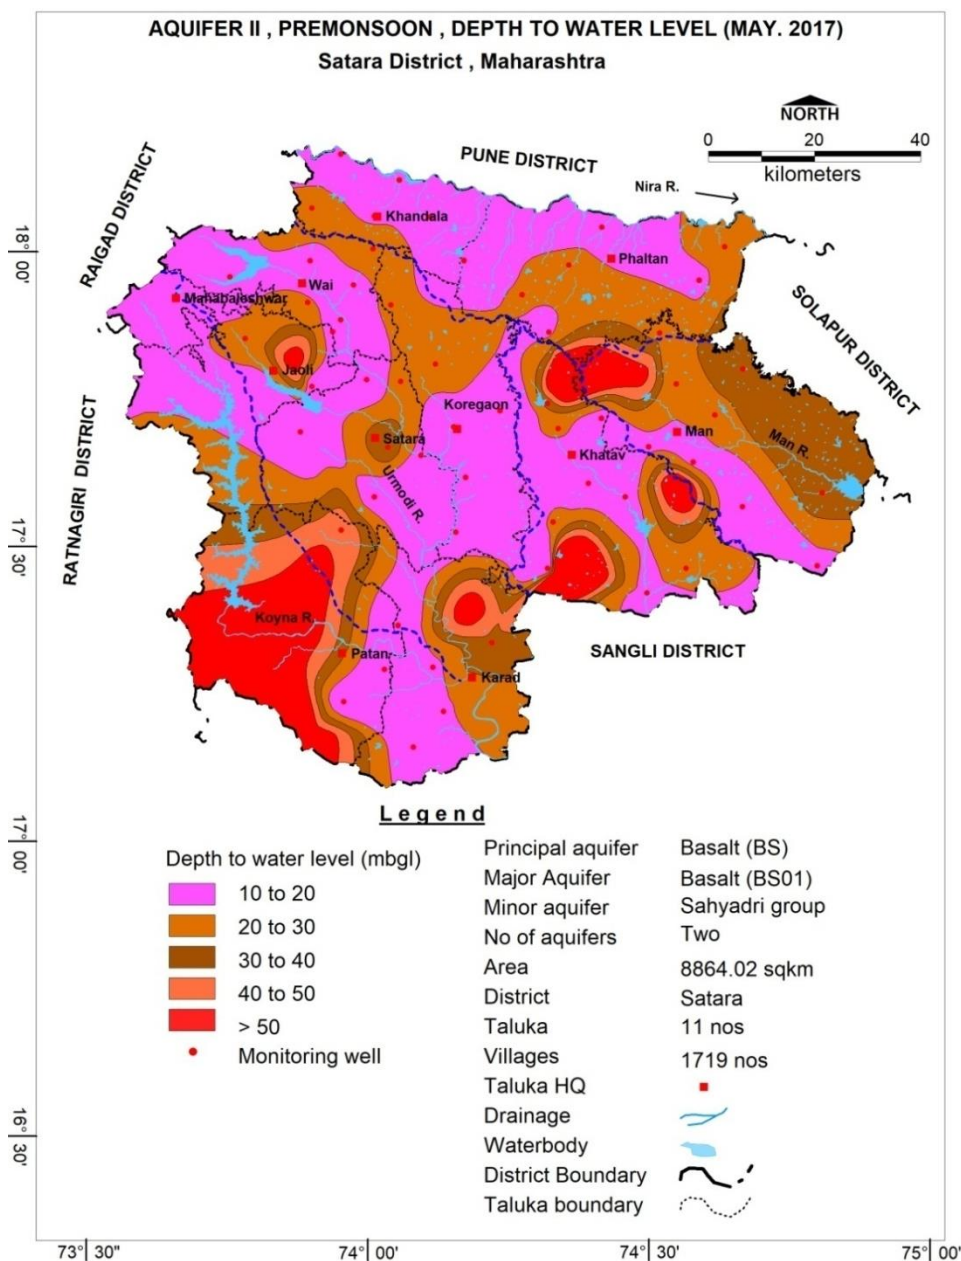 AQUIFER II , PREMONSOON , DEPTH TO WATER LEVEL (MAY. 2017)
Satara District , Maharashtra
NORTH
0 20 40
kilometers
PUNE DISTRICT
RAIGAD DISTRICT
Nira R.
18° 00'
Khandala
Phaltan
Wai
Mahabaleshwar
SOLAPUR DISTRICT
Jaoli
RATNAGIRI DISTRICT
Koregaon
Satara
Man
Man R.
Khatav
Urmodi R.
17° 30'
Koyna R.
Patan
SANGLI DISTRICT
Karad
Legend
17° 00'
Depth to water level (mbgl)
10 to 20
20 to 30
30 to 40
40 to 50
> 50
Monitoring well
Principal aquifer Basalt (BS)
Major Aquifer Basalt (BS01)
Minor aquifer Sahyadri group
No of aquifers Two
Area 8864.02 sqkm
District Satara
Taluka 11 nos
Villages 1719 nos
Taluka HQ
Drainage
Waterbody
District Boundary
Taluka boundary
16° 30'
73° 30" 74° 00' 74° 30" 75° 00'